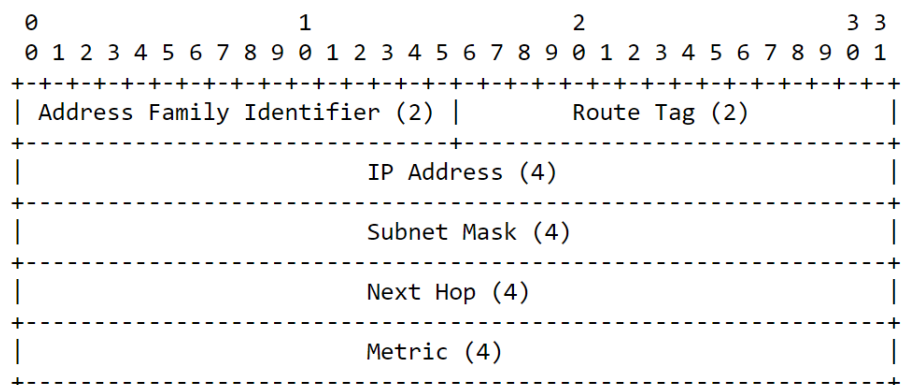 0 1 2 3 3
0 1 2 3 4 5 6 7 8 9 0 1 2 3 4 5 6 7 8 9 0 1 2 3 4 5 6 7 8 9 0 1
+-+-+-+-+-+-+-+-+-+-+-+-+-+-+-+-+-+-+-+-+-+-+-+-+-+-+-+-+-+-+-+-+
| Address Family Identifier (2) | Route Tag (2) |
+-------------------------------+-------------------------------+
| IP Address (4) |
+---------------------------------------------------------------+
| Subnet Mask (4) |
+---------------------------------------------------------------+
| Next Hop (4) |
+---------------------------------------------------------------+
| Metric (4) |
+---------------------------------------------------------------+